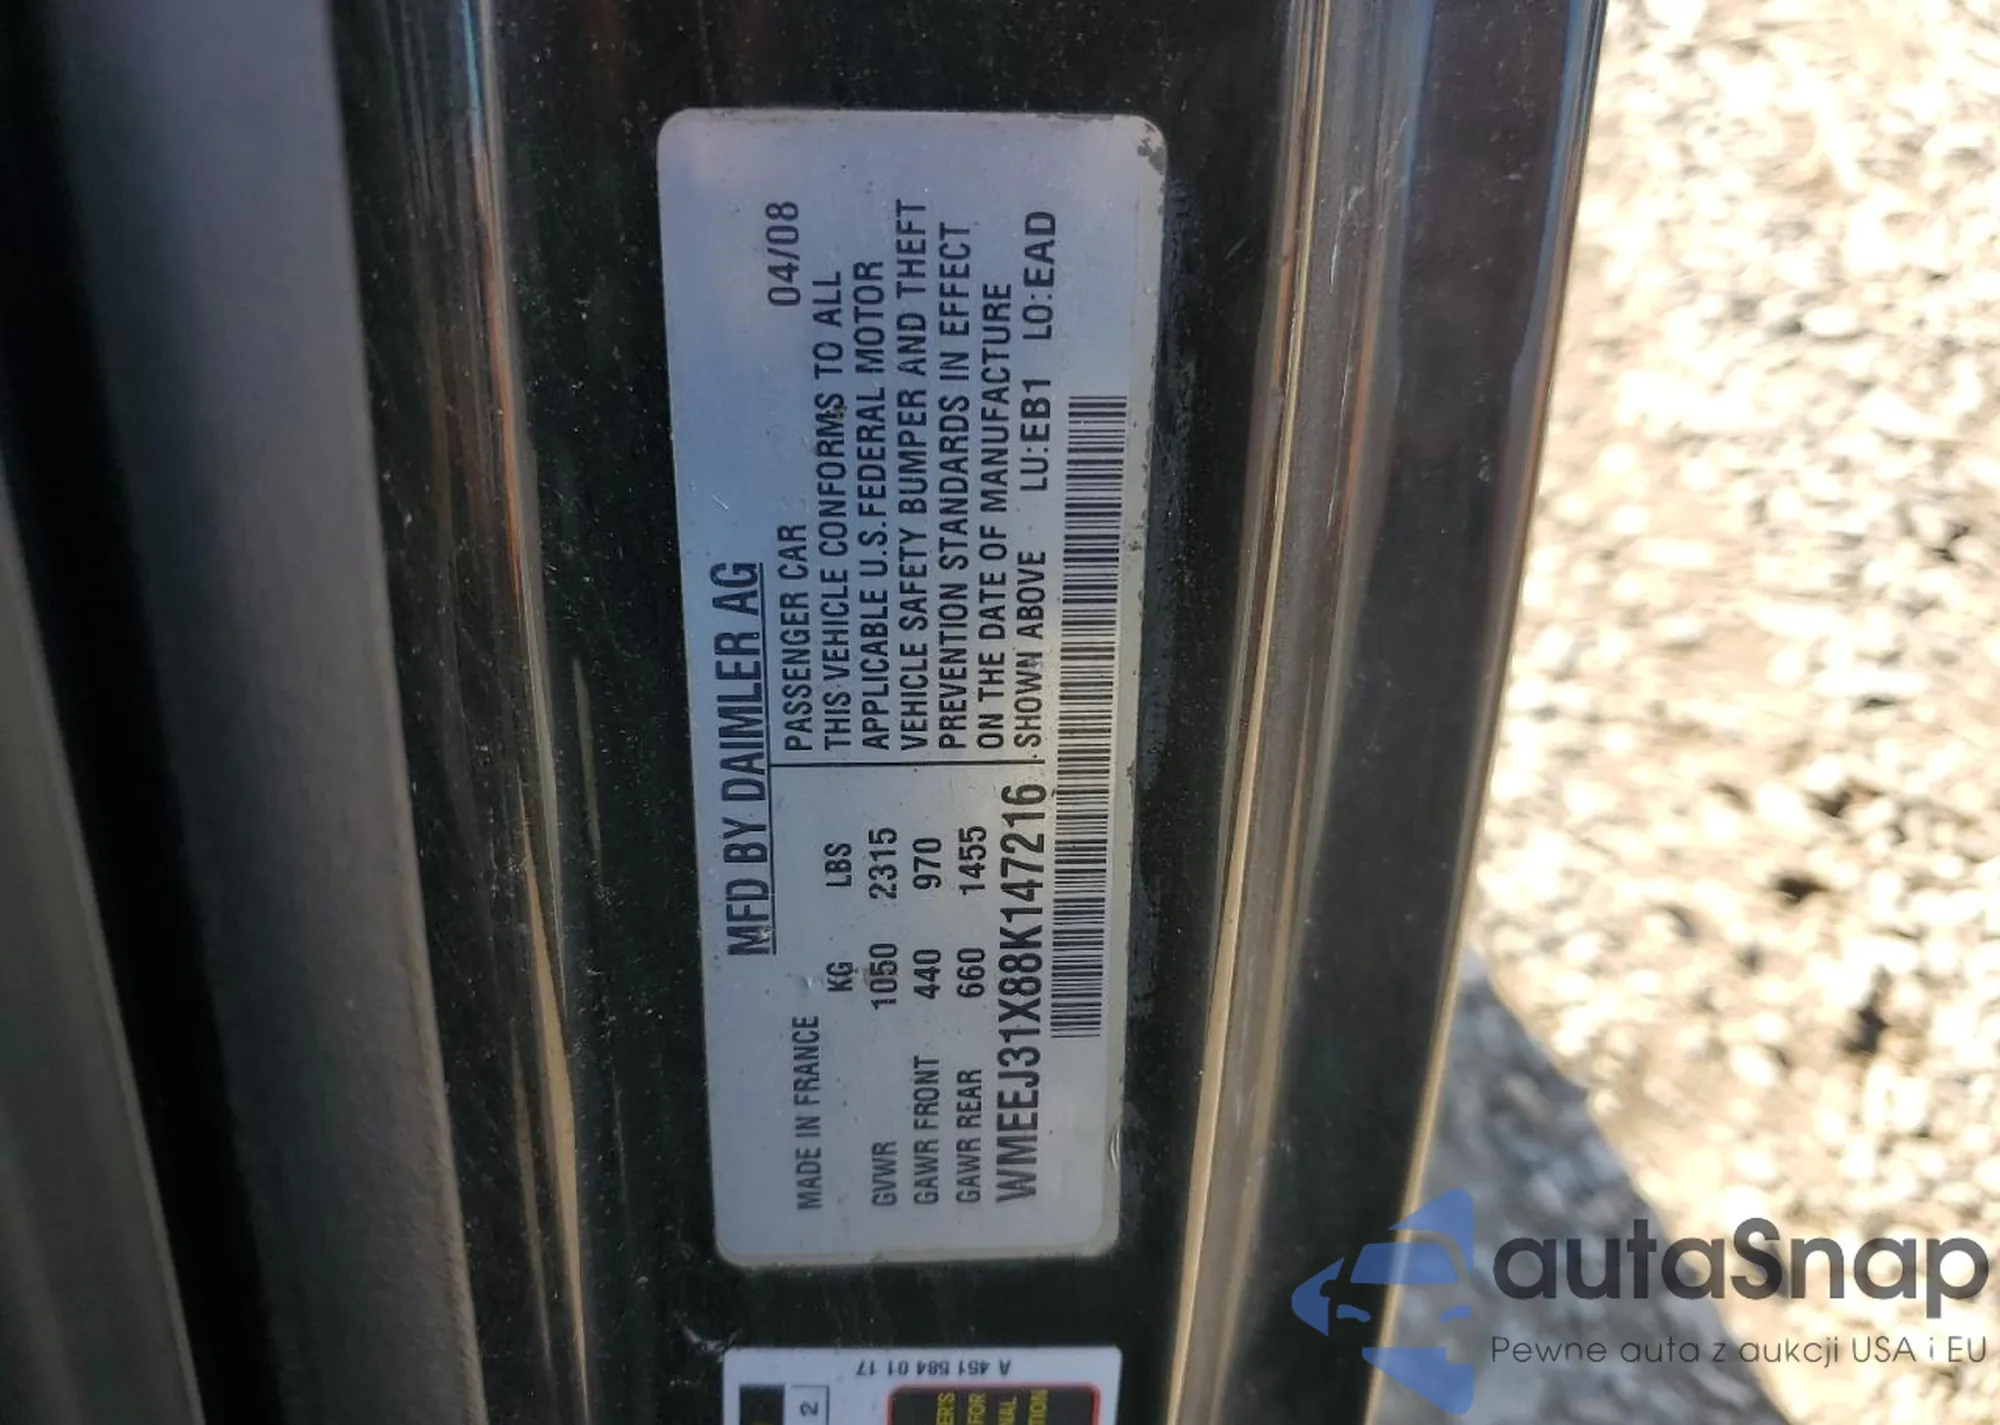 MFD BY DAIMLER AG
MADE IN FRANCE
KG LBS
GVWR 1050 2315
GAWR FRONT 440 970
GAWR REAR 660 1455
PASSENGER CAR 04/08
THIS VEHICLE CONFORMS TO ALL
APPLICABLE U.S. FEDERAL MOTOR
VEHICLE SAFETY BUMPER AND THEFT
PREVENTION STANDARDS IN EFFECT
ON THE DATE OF MANUFACTURE
SHOWN ABOVE LU:EB1 LO:EAD
WMEEJ31X88K147216
A 451 584 01 17
2
autaSnap
Pewne auta z aukcji USA i EU